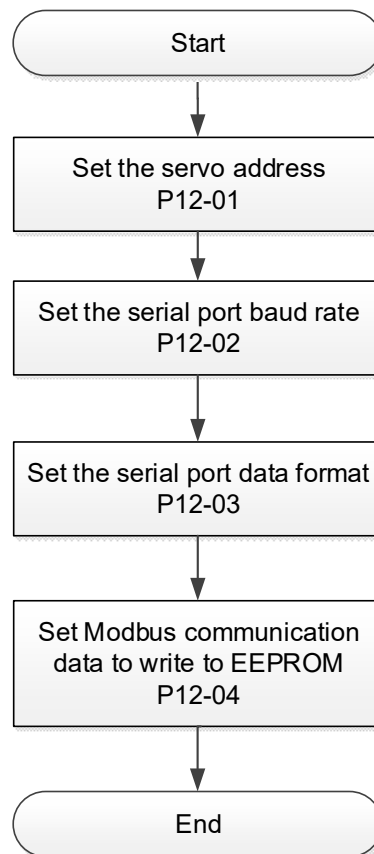 Start
Set the servo address
P12-01
Set the serial port baud rate
P12-02
Set the serial port data format
P12-03
Set Modbus communication
data to write to EEPROM
P12-04
End